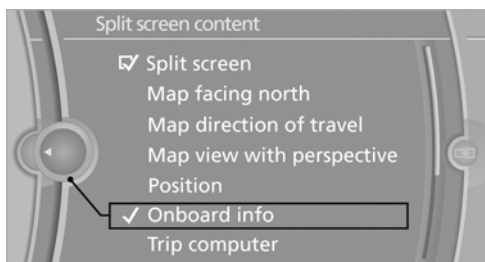 Split screen content
Split screen
Map facing north
Map direction of travel
Map view with perspective
Position
Onboard info
Trip computer